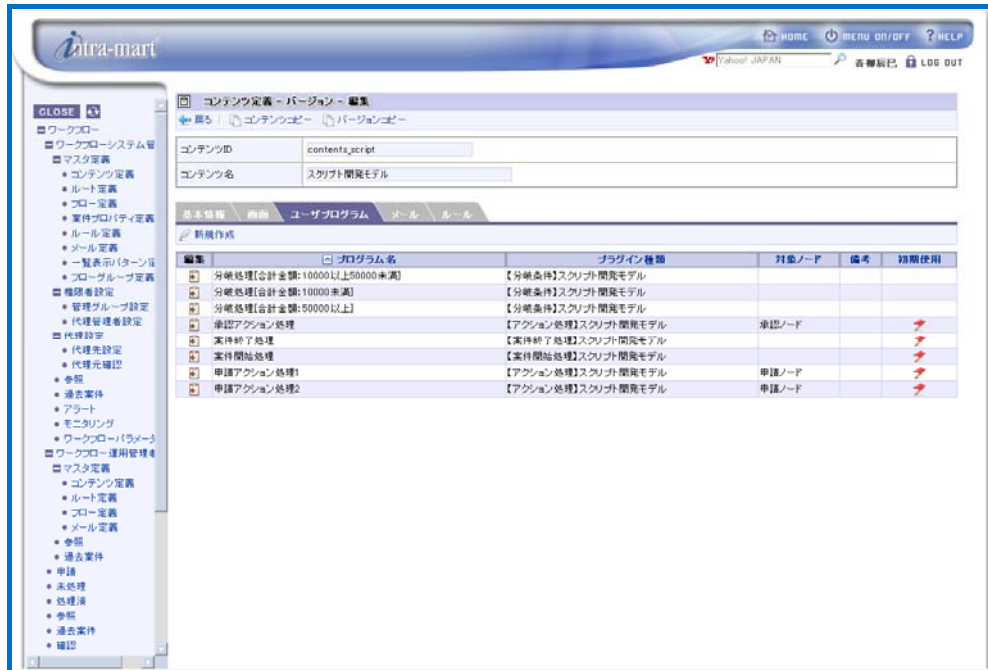 intra-mart
HOME MENU ON/OFF ? HELP
Yahoo! JAPAN 青柳辰巳 LOG OUT
CLOSE
ワークフロー
ワークフローシステム管
マスタ定義
コンテンツ定義
ルート定義
フロー定義
案件プロパティ定義
ルール定義
メール定義
一覧表示パターン定
フローグループ定義
権限者設定
管理グループ設定
代理管理者設定
代理設定
代理先設定
代理元確認
参照
過去案件
アラート
モニタリング
ワークフローパラメータ
ワークフロー運用管理者
マスタ定義
コンテンツ定義
ルート定義
フロー定義
メール定義
参照
過去案件
申請
未処理
処理済
参照
過去案件
確認
コンテンツ定義 - バージョン - 編集
戻る コンテンツコピー バージョンコピー
コンテンツID contents_script
コンテンツ名 スクリプト開発モデル
基本情報 画面 ユーザプログラム メール ルール
新規作成
編集 プログラム名 プラグイン種類 対象ノード 備考 初期使用
分岐処理[合計金額:10000以上50000未満] 【分岐条件】スクリプト開発モデル
分岐処理[合計金額:10000未満] 【分岐条件】スクリプト開発モデル
分岐処理[合計金額:50000以上] 【分岐条件】スクリプト開発モデル
承認アクション処理 【アクション処理】スクリプト開発モデル 承認ノード
案件終了処理 【案件終了処理】スクリプト開発モデル
案件開始処理 【案件開始処理】スクリプト開発モデル
申請アクション処理1 【アクション処理】スクリプト開発モデル 申請ノード
申請アクション処理2 【アクション処理】スクリプト開発モデル 申請ノード